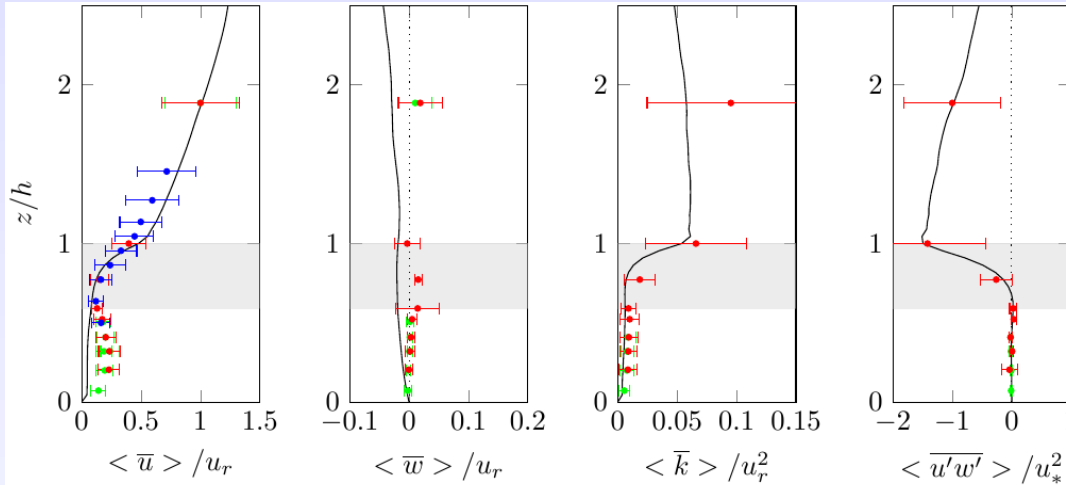 2
1
0
z/h
0 0.5 1 1.5
< u̅ > /u_r
2
1
0
−0.1 0 0.1 0.2
< w̅ > /u_r
2
1
0
0 0.05 0.1 0.15
< k̅ > /u_r^2
2
1
0
−2 −1 0
< \overline{u'w'} > /u_*^2